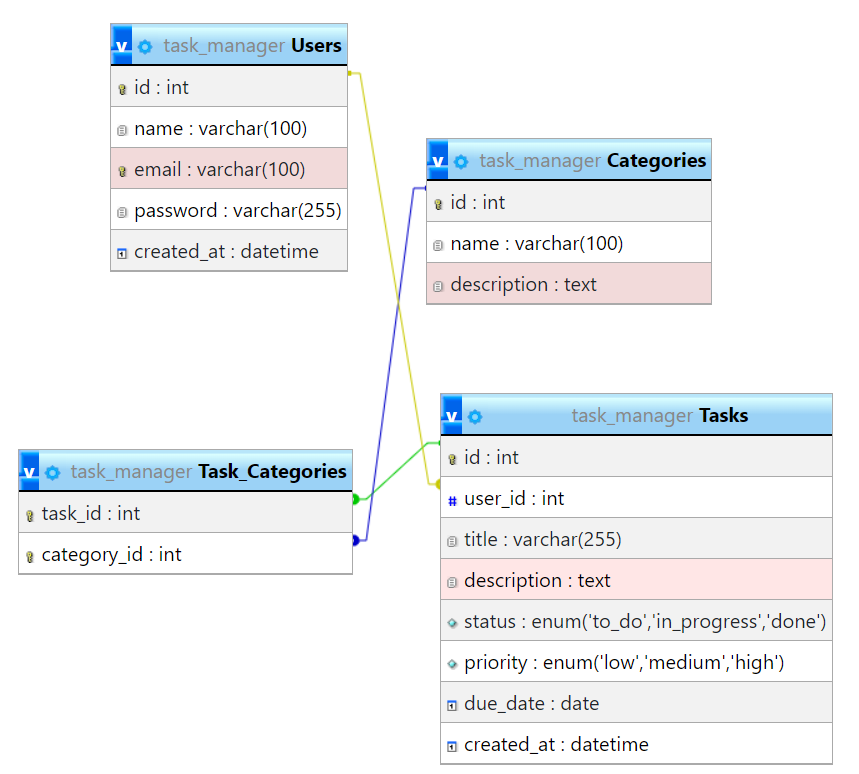 v task_manager Users
id : int
name : varchar(100)
email : varchar(100)
password : varchar(255)
created_at : datetime
v task_manager Categories
id : int
name : varchar(100)
description : text
v task_manager Task_Categories
task_id : int
category_id : int
v task_manager Tasks
id : int
# user_id : int
title : varchar(255)
description : text
status : enum('to_do','in_progress','done')
priority : enum('low','medium','high')
due_date : date
created_at : datetime